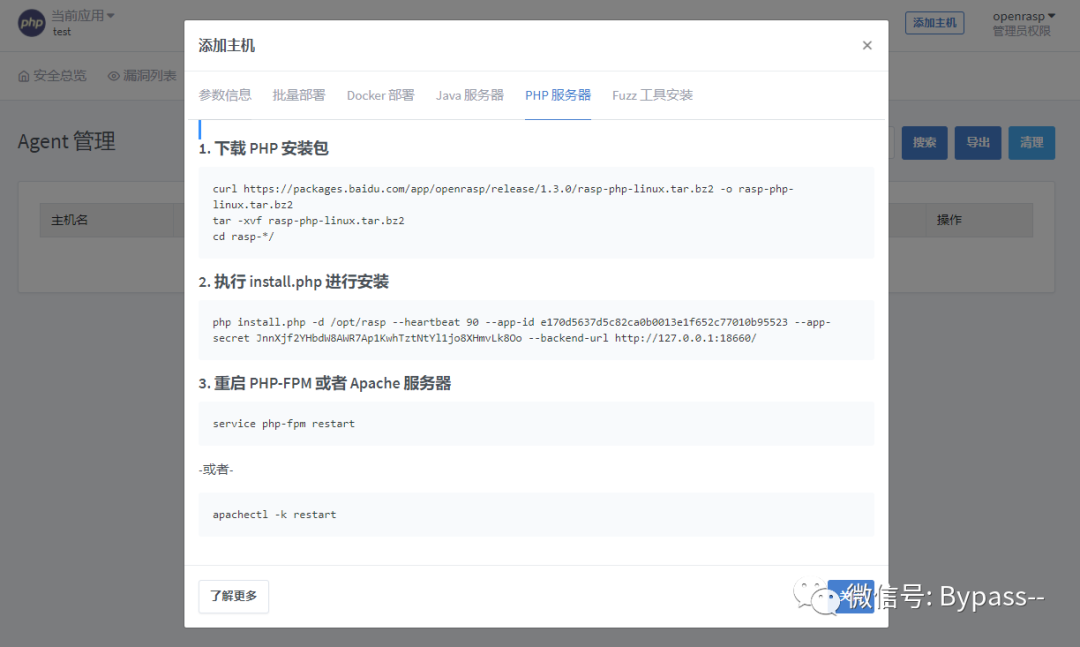 php 当前应用
test
添加主机
openrasp
管理员权限
安全总览 漏洞列表
Agent 管理
搜索 导出 清理
主机名 操作
添加主机 ×
参数信息 批量部署 Docker 部署 Java 服务器 PHP 服务器 Fuzz 工具安装
1. 下载 PHP 安装包
curl https://packages.baidu.com/app/openrasp/release/1.3.0/rasp-php-linux.tar.bz2 -o rasp-php-
linux.tar.bz2
tar -xvf rasp-php-linux.tar.bz2
cd rasp-*/
2. 执行 install.php 进行安装
php install.php -d /opt/rasp --heartbeat 90 --app-id e170d5637d5c82ca0b0013e1f652c77010b95523 --app-
secret JnnXjf2YHbdW8AWR7Ap1KwhTztNtYl1jo8XHmvLk8Oo --backend-url http://127.0.0.1:18660/
3. 重启 PHP-FPM 或者 Apache 服务器
service php-fpm restart
-或者-
apachectl -k restart
了解更多
微信号: Bypass--